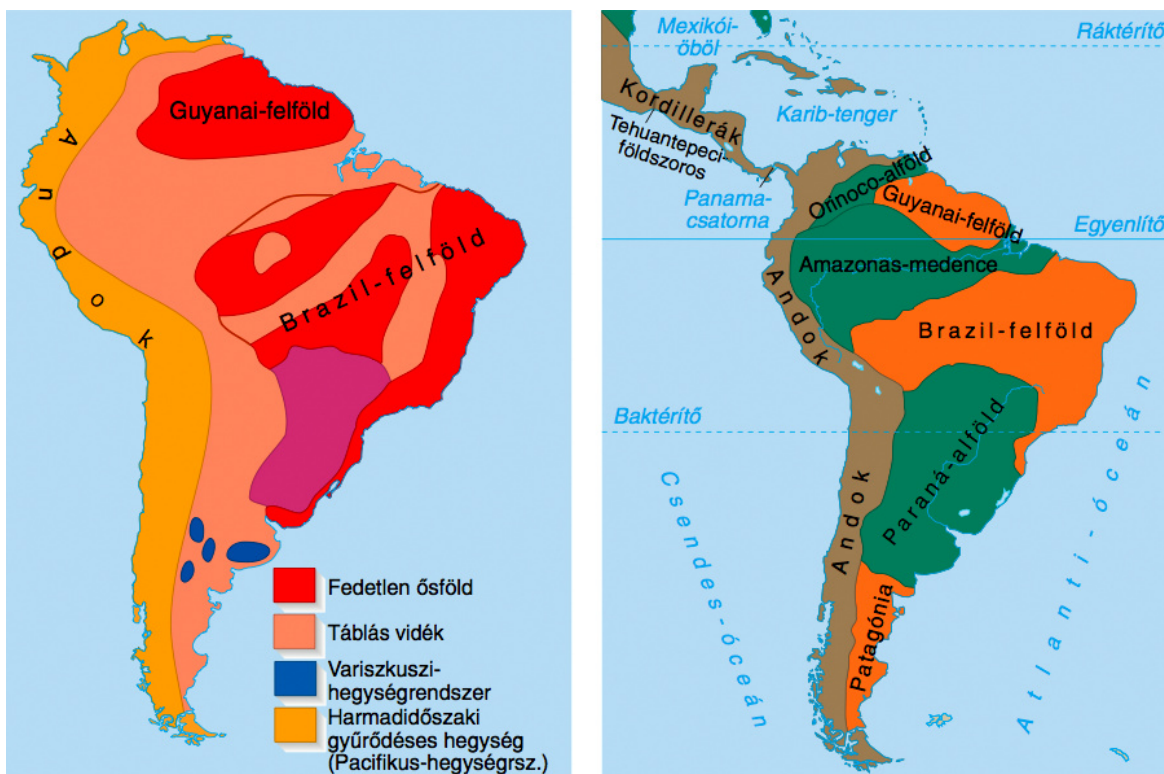 Guyanai-felföld
Andok
Brazil-felföld
Fedetlen ősföld
Táblás vidék
Variszkuszi-
hegységrendszer
Harmadidőszaki
gyűrődéses hegység
(Pacifikus-hegységrsz.)
Mexikói-
öböl
Ráktérítő
Kordillerák
Karib-tenger
Tehuantepeci-
földszoros
Panama-
csatorna
Orinoco-alföld
Guyanai-felföld
Egyenlítő
Amazonas-medence
Andok
Brazil-felföld
Baktérítő
Paraná-alföld
Andok
Csendes-óceán
Atlanti-óceán
Patagónia